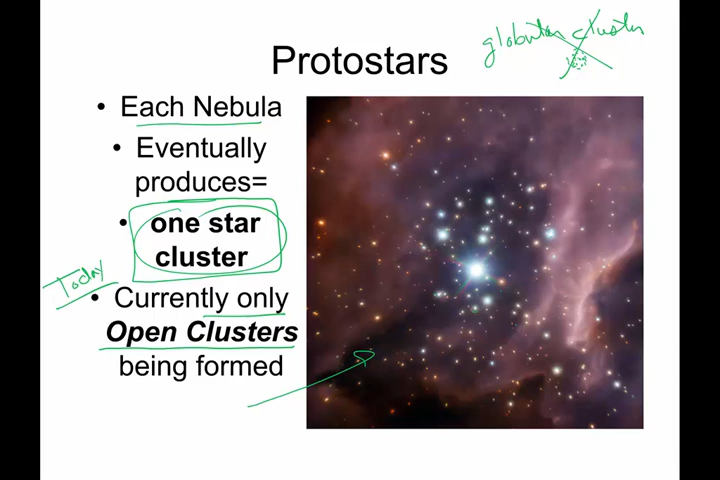 globular cluster
Protostars
• Each Nebula
• Eventually
produces=
• one star
cluster
Today
• Currently only
Open Clusters
being formed